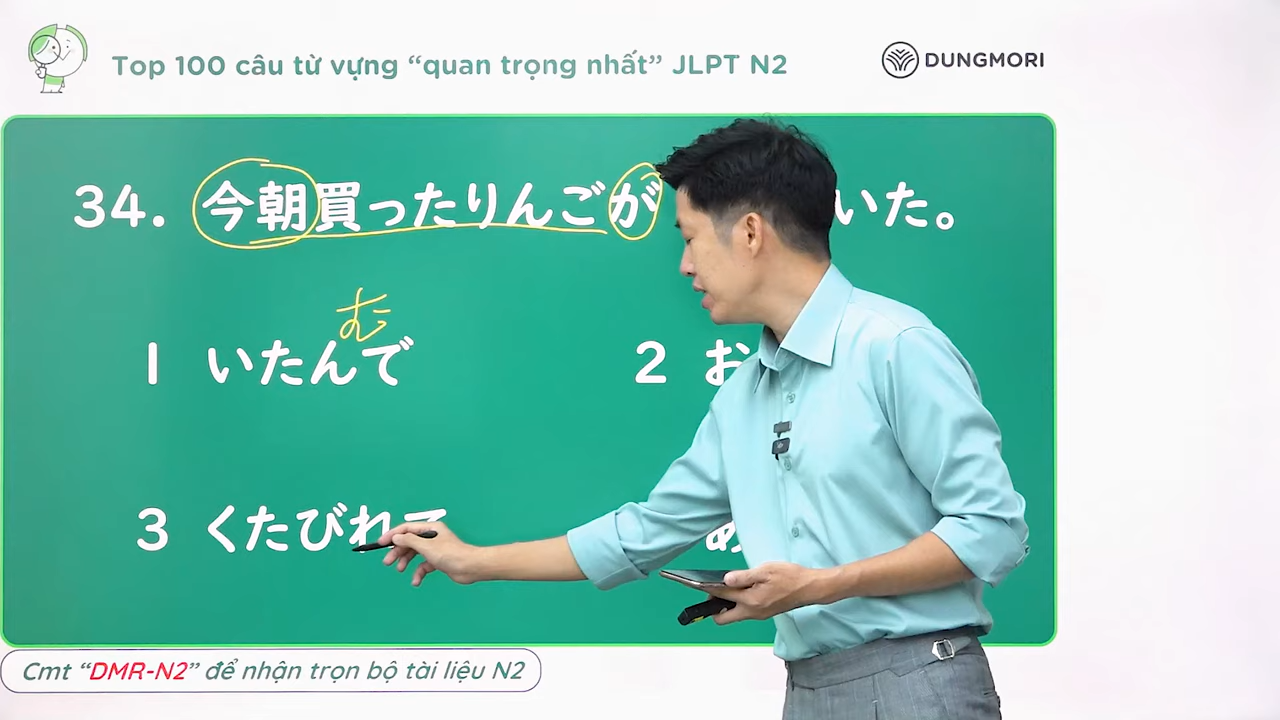 Top 100 câu từ vựng “quan trọng nhất” JLPT N2
DUNGMORI
34. 今朝買ったりんごが いた。
む
1 いたんで
2 お
3 くたびれて
Cmt “DMR-N2” để nhận trọn bộ tài liệu N2